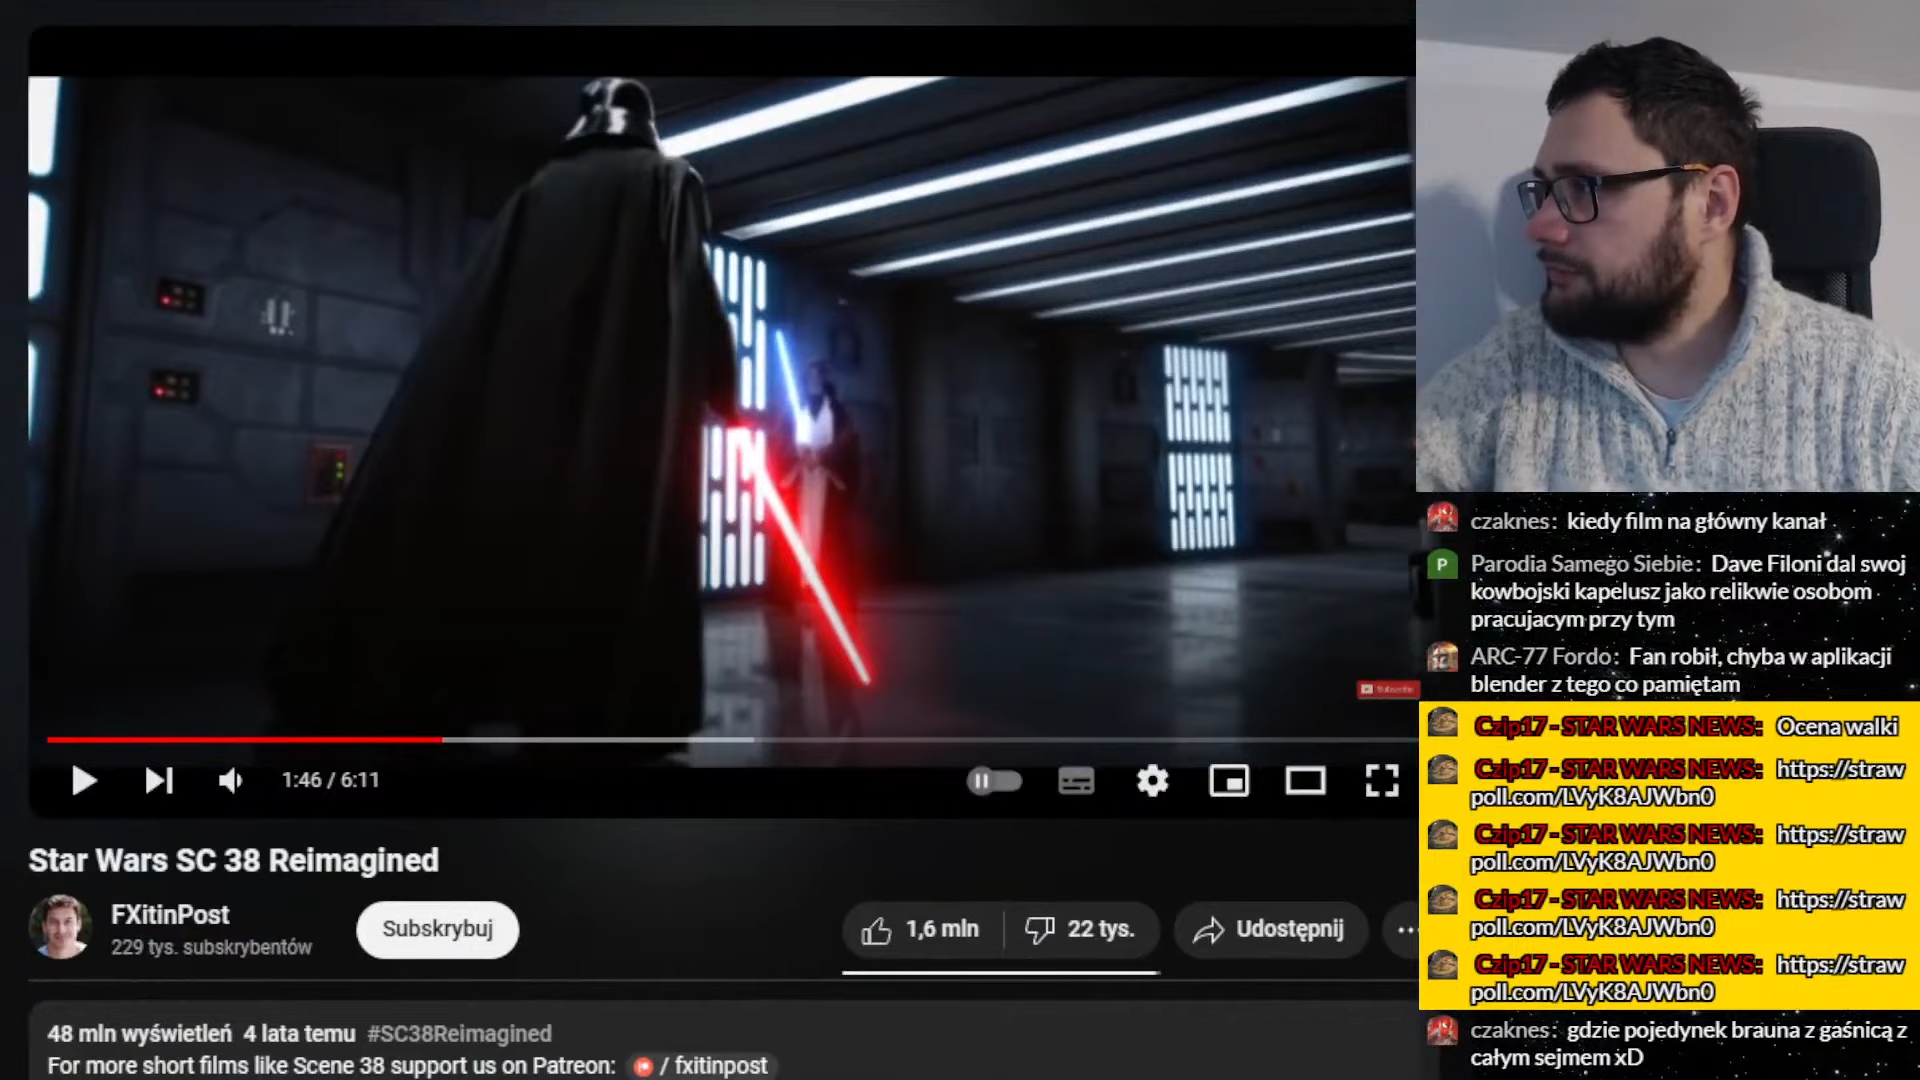 Subscribe
1:46 / 6:11
Star Wars SC 38 Reimagined
FXitinPost
229 tys. subskrybentów
Subskrybuj
1,6 mln
22 tys.
Udostępnij
48 mln wyświetleń 4 lata temu #SC38Reimagined
For more short films like Scene 38 support us on Patreon: / fxitinpost
czaknes: kiedy film na główny kanał
P Parodia Samego Siebie: Dave Filoni dal swoj
kowbojski kapelusz jako relikwie osobom
pracujacym przy tym
ARC-77 Fordo: Fan robił, chyba w aplikacji
blender z tego co pamiętam
Czip17 - STAR WARS NEWS: Ocena walki
Czip17 - STAR WARS NEWS: https://straw
poll.com/LVyK8AJWbn0
Czip17 - STAR WARS NEWS: https://straw
poll.com/LVyK8AJWbn0
Czip17 - STAR WARS NEWS: https://straw
poll.com/LVyK8AJWbn0
Czip17 - STAR WARS NEWS: https://straw
poll.com/LVyK8AJWbn0
czaknes: gdzie pojedynek brauna z gaśnicą z
całym sejmem xD